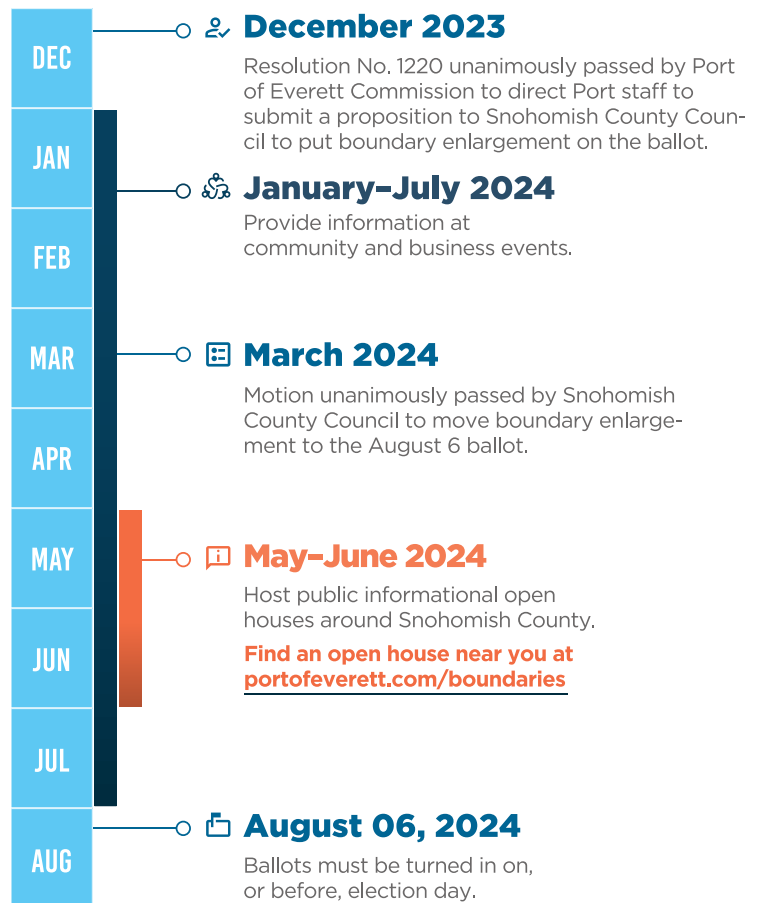 DEC
December 2023
Resolution No. 1220 unanimously passed by Port
of Everett Commission to direct Port staff to
submit a proposition to Snohomish County Coun-
cil to put boundary enlargement on the ballot.
JAN
January–July 2024
Provide information at
community and business events.
FEB
MAR
March 2024
Motion unanimously passed by Snohomish
County Council to move boundary enlarge-
ment to the August 6 ballot.
APR
MAY
May–June 2024
Host public informational open
houses around Snohomish County.
Find an open house near you at
portofeverett.com/boundaries
JUN
JUL
AUG
August 06, 2024
Ballots must be turned in on,
or before, election day.